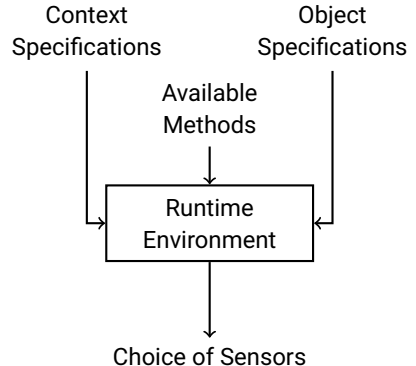 Context
Specifications
Object
Specifications
Available
Methods
Runtime
Environment
Choice of Sensors